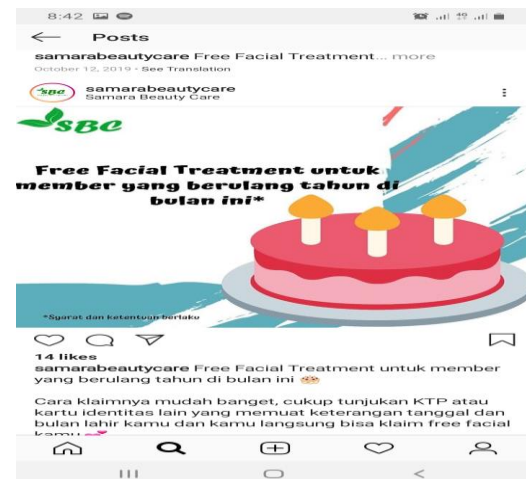 8:42
Posts
samarabeautycare Free Facial Treatment... more
October 12, 2019 • See Translation
SBC
samarabeautycare
Samara Beauty Care
SBC
Free Facial Treatment untuk
member yang berulang tahun di
bulan ini*
*Syarat dan ketentuan berlaku
14 likes
samarabeautycare Free Facial Treatment untuk member
yang berulang tahun di bulan ini
Cara klaimnya mudah banget, cukup tunjukan KTP atau
kartu identitas lain yang memuat keterangan tanggal dan
bulan lahir kamu dan kamu langsung bisa klaim free facial
kamu